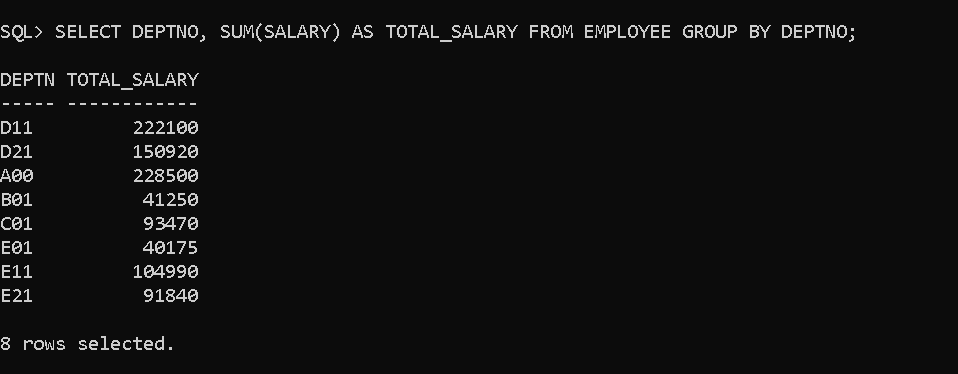 SQL> SELECT DEPTNO, SUM(SALARY) AS TOTAL_SALARY FROM EMPLOYEE GROUP BY DEPTNO;
DEPTN TOTAL_SALARY
----- ------------
D11         222100
D21         150920
A00         228500
B01          41250
C01          93470
E01          40175
E11         104990
E21          91840
8 rows selected.